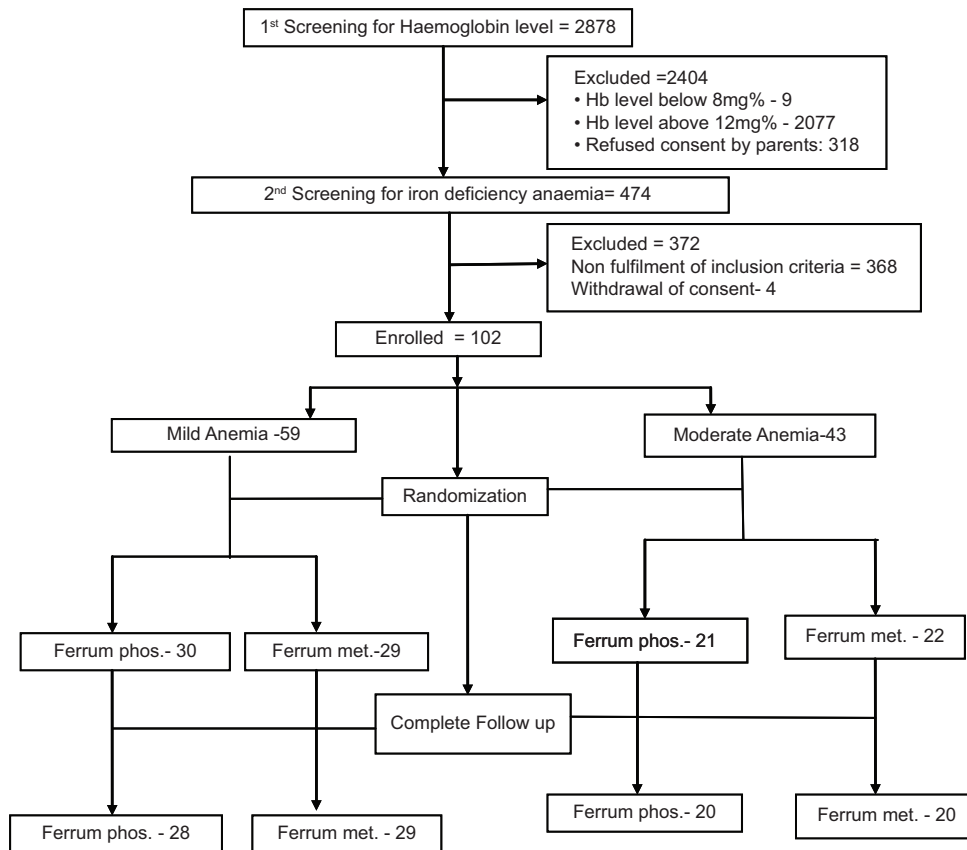 1st Screening for Haemoglobin level = 2878
Excluded =2404
• Hb level below 8mg% - 9
• Hb level above 12mg% - 2077
• Refused consent by parents: 318
2nd Screening for iron deficiency anaemia= 474
Excluded = 372
Non fulfilment of inclusion criteria = 368
Withdrawal of consent- 4
Enrolled = 102
Mild Anemia -59
Moderate Anemia-43
Randomization
Ferrum phos.- 30
Ferrum met.-29
Ferrum phos.- 21
Ferrum met. - 22
Complete Follow up
Ferrum phos. - 28
Ferrum met. - 29
Ferrum phos. - 20
Ferrum met. - 20